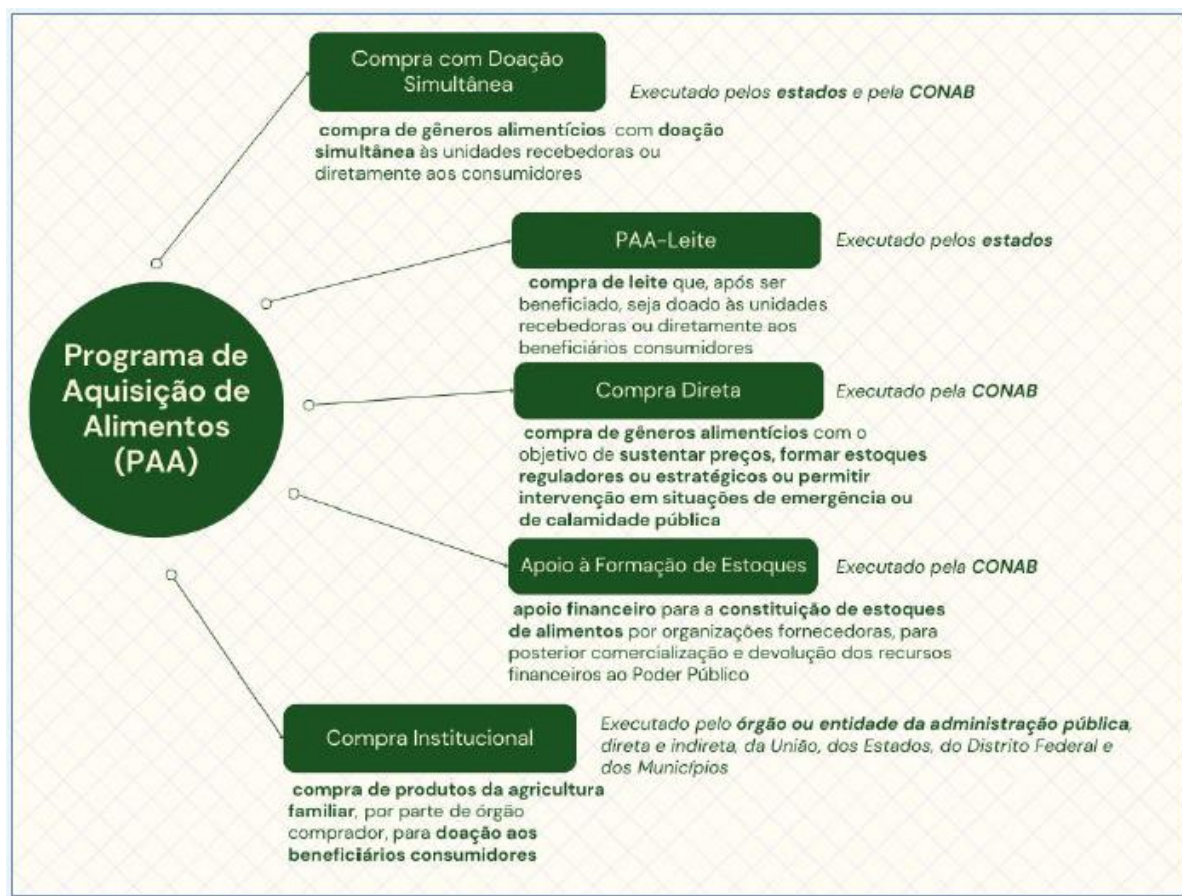 Compra com Doação
Simultânea
Executado pelos estados e pela CONAB
compra de gêneros alimentícios com doação
simultânea às unidades recebedoras ou
diretamente aos consumidores
PAA-Leite
Executado pelos estados
compra de leite que, após ser
beneficiado, seja doado às unidades
recebedoras ou diretamente aos
beneficiários consumidores
Programa de
Aquisição de
Alimentos
(PAA)
Compra Direta
Executado pela CONAB
compra de gêneros alimentícios com o
objetivo de sustentar preços, formar estoques
reguladores ou estratégicos ou permitir
intervenção em situações de emergência ou
de calamidade pública
Apoio à Formação de Estoques
Executado pela CONAB
apoio financeiro para a constituição de estoques
de alimentos por organizações fornecedoras, para
posterior comercialização e devolução dos recursos
financeiros ao Poder Público
Compra Institucional
Executado pelo órgão ou entidade da administração pública,
direta e indireta, da União, dos Estados, do Distrito Federal e
dos Municípios
compra de produtos da agricultura
familiar, por parte de órgão
comprador, para doação aos
beneficiários consumidores